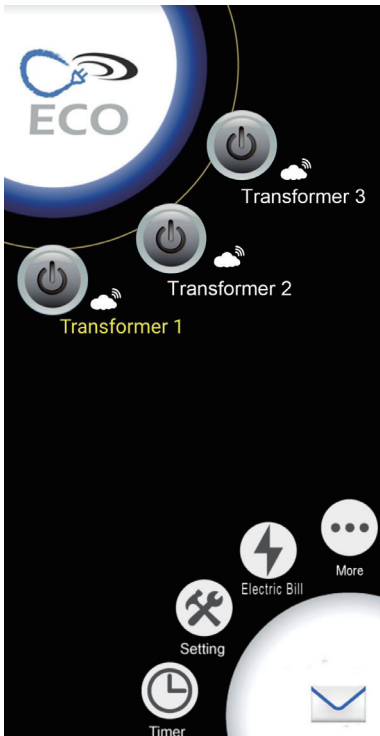 ECO
Transformer 3
Transformer 2
Transformer 1
More
Electric Bill
Setting
Timer